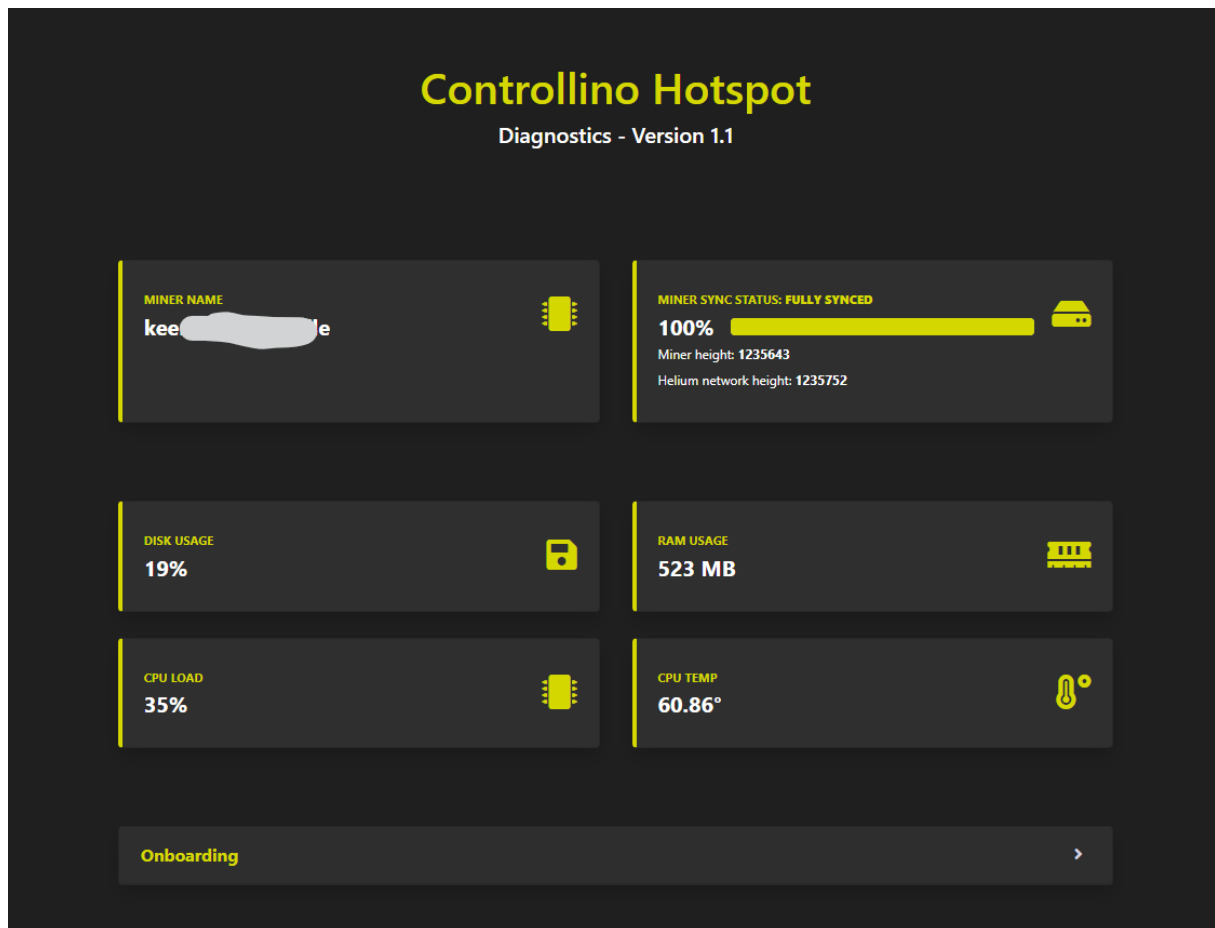 Controllino Hotspot
Diagnostics - Version 1.1
MINER NAME
MINER SYNC STATUS: FULLY SYNCED
100%
Miner height: 1235643
Helium network height: 1235752
DISK USAGE
19%
RAM USAGE
523 MB
CPU LOAD
35%
CPU TEMP
60.86°
Onboarding